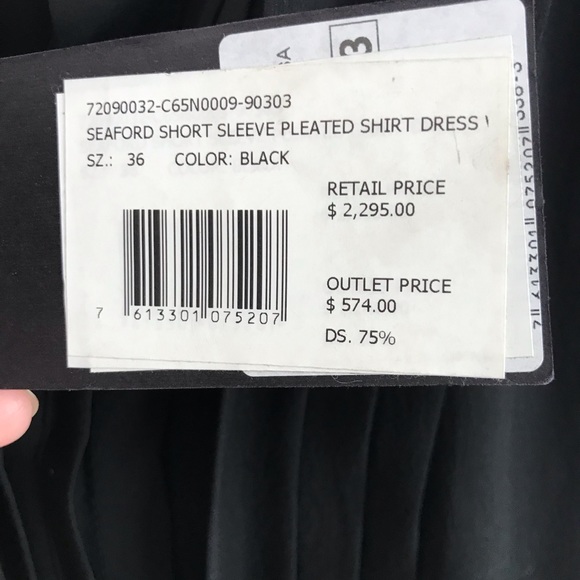 72090032-C65N0009-90303
SEAFORD SHORT SLEEVE PLEATED SHIRT DRESS
SZ.: 36 COLOR: BLACK
RETAIL PRICE
$ 2,295.00
OUTLET PRICE
$ 574.00
DS. 75%
7 613301 075207